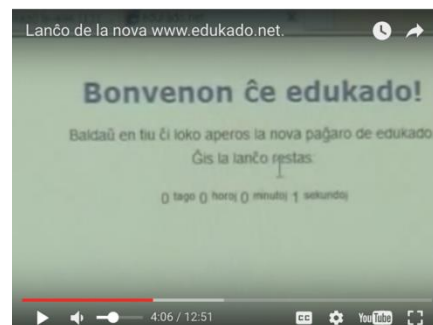 Lanĉo de la nova www.edukado.net.
Bonvenon ĉe edukado!
Baldaŭ en tiu ĉi loko aperos la nova paĝaro de edukado
Ĝis la lanĉo restas:
0 tago 0 horoj 0 minutoj 1 sekundoj
4:06 / 12:51
CC
YouTube